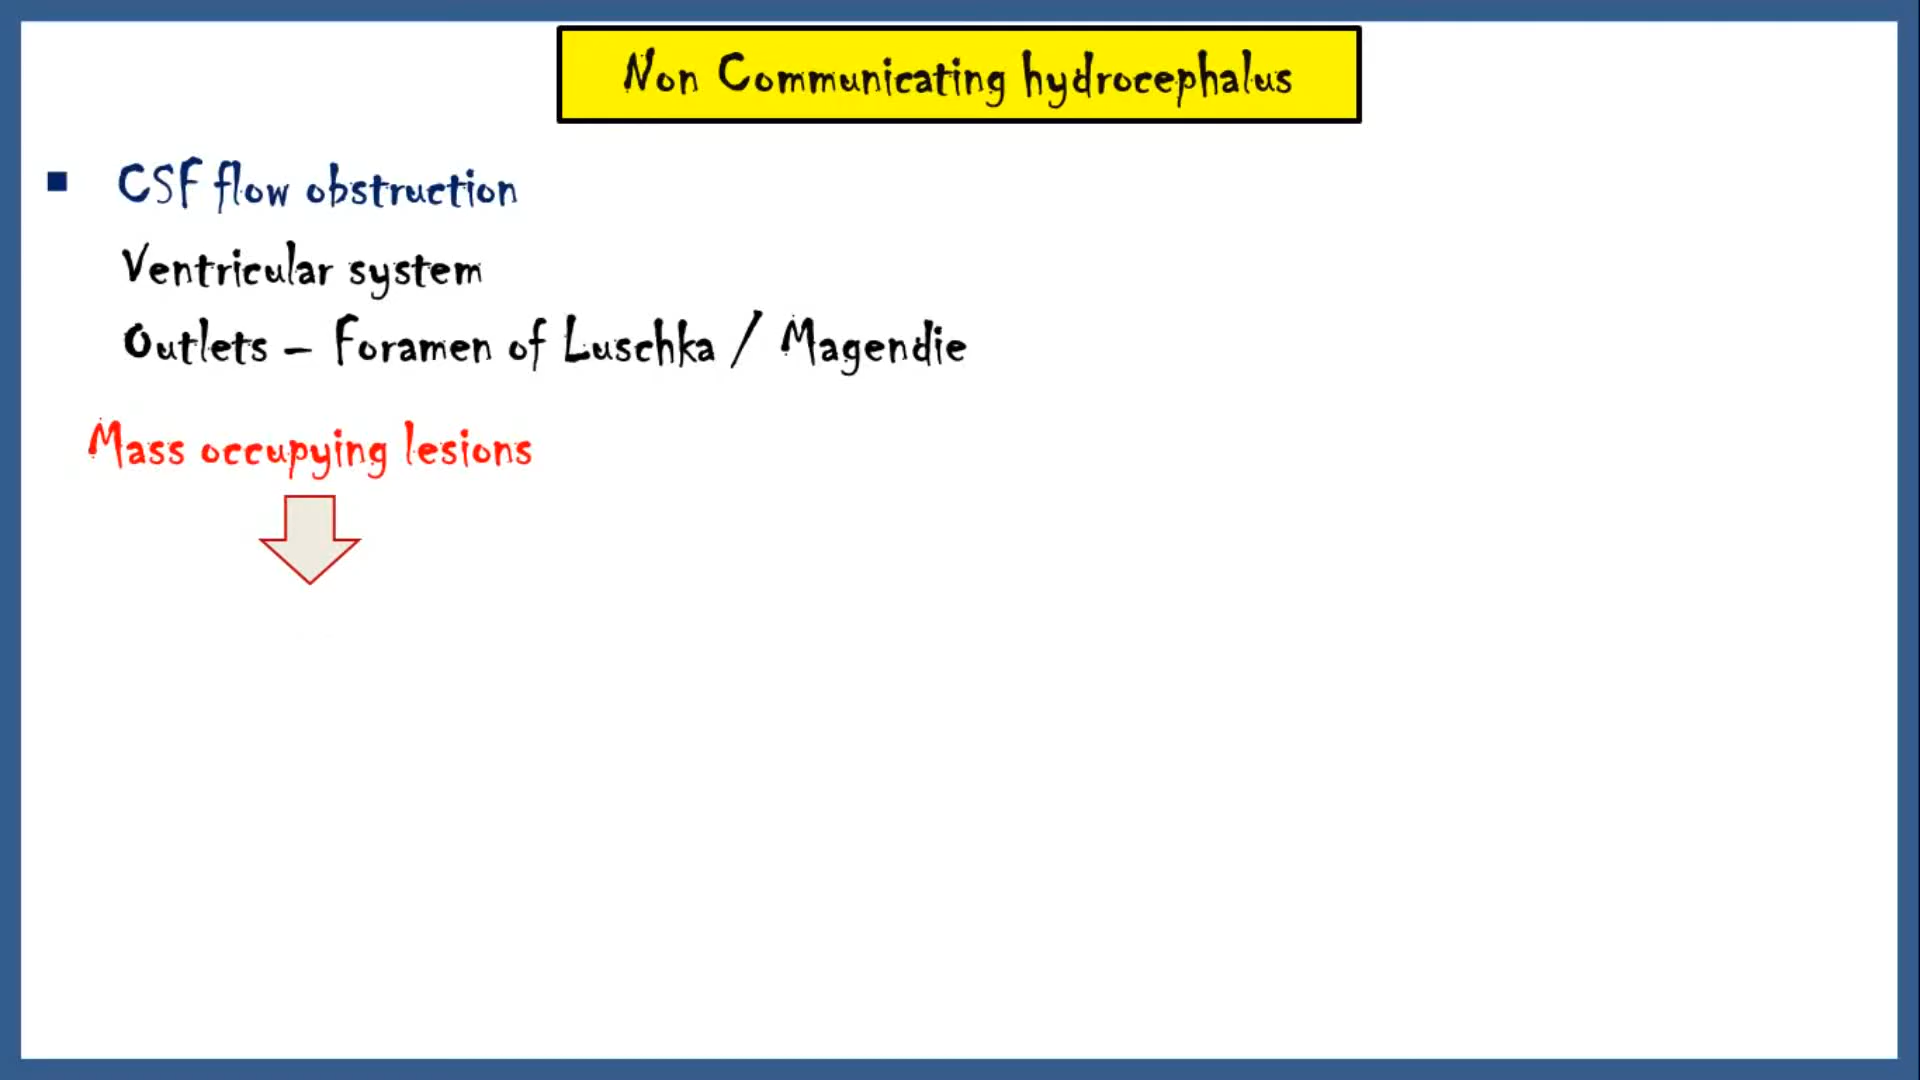 Non Communicating hydrocephalus
▪ CSF flow obstruction
Ventricular system
Outlets – Foramen of Luschka / Magendie
Mass occupying lesions